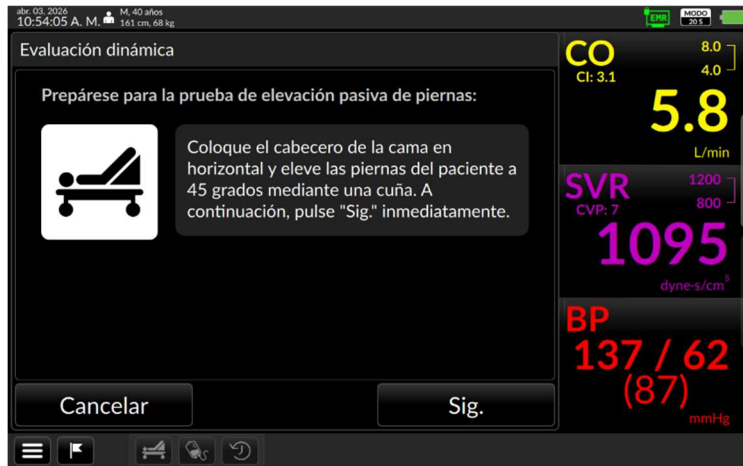 abr. 03, 2026
10:54:05 A. M.
M, 40 años
161 cm, 68 kg
EMR
MODO
20 S
Evaluación dinámica
Prepárese para la prueba de elevación pasiva de piernas:
Coloque el cabecero de la cama en
horizontal y eleve las piernas del paciente a
45 grados mediante una cuña. A
continuación, pulse "Sig." inmediatamente.
Cancelar
Sig.
CO
CI: 3.1
8.0
4.0
5.8
L/min
SVR
CVP: 7
1200
800
1095
dyne-s/cm⁵
BP
137 / 62
(87)
mmHg